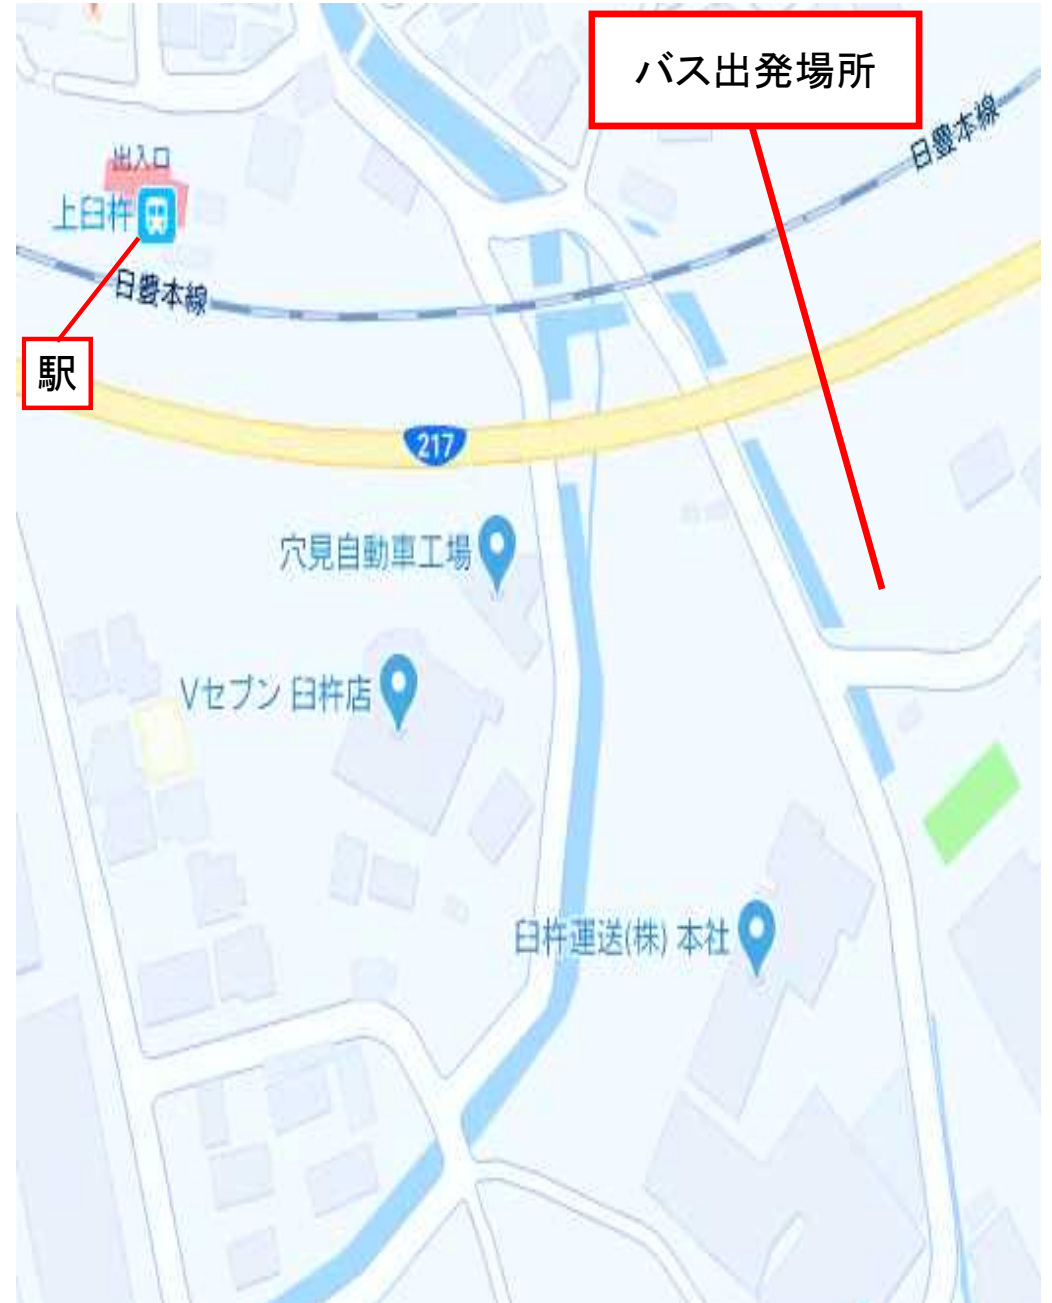 バス出発場所
日豊本線
出入口
上臼杵
日豊本線
駅
217
穴見自動車工場
Vセブン 臼杵店
臼杵運送(株) 本社